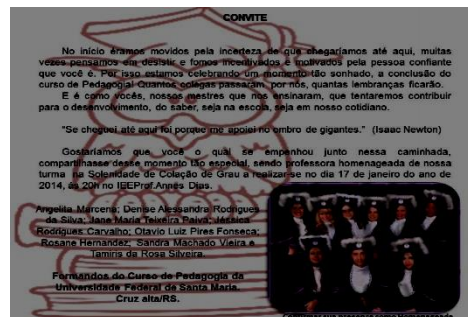 CONVITE
No início éramos movidos pela incerteza de que chegaríamos até aqui, muitas
vezes pensamos em desistir e fomos incentivados e motivados pela pessoa confiante
que você é. Por isso estamos celebrando um momento tão sonhado, a conclusão do
curso de Pedagogia! Quantos colegas passaram, por nós, quantas lembranças ficarão.
E é como vocês, nossos mestres que nos ensinaram, que tentaremos contribuir
para o desenvolvimento, do saber, seja na escola, seja em nosso cotidiano.
"Se cheguei até aqui foi porque me apoiei no ombro de gigantes." (Isaac Newton)
Gostaríamos que você o qual se empenhou junto nessa caminhada,
compartilhasse desse momento tão especial, sendo professora homenageada de nossa
turma na Solenidade de Colação de Grau a realizar-se no dia 17 de janeiro do ano de
2014, às 20h no IEEProf.Annes Dias.
Angelita Marcena; Denise Alessandra Rodrigues
da Silva; Jane Maria Teixeira Paiva; Jéssica
Rodrigues Carvalho; Otavio Luiz Pires Fonseca;
Rosane Hernandez; Sandra Machado Vieira e
Tamiris da Rosa Silveira.
Formandos do Curso de Pedagogia da
Universidade Federal de Santa Maria.
Cruz alta/RS.